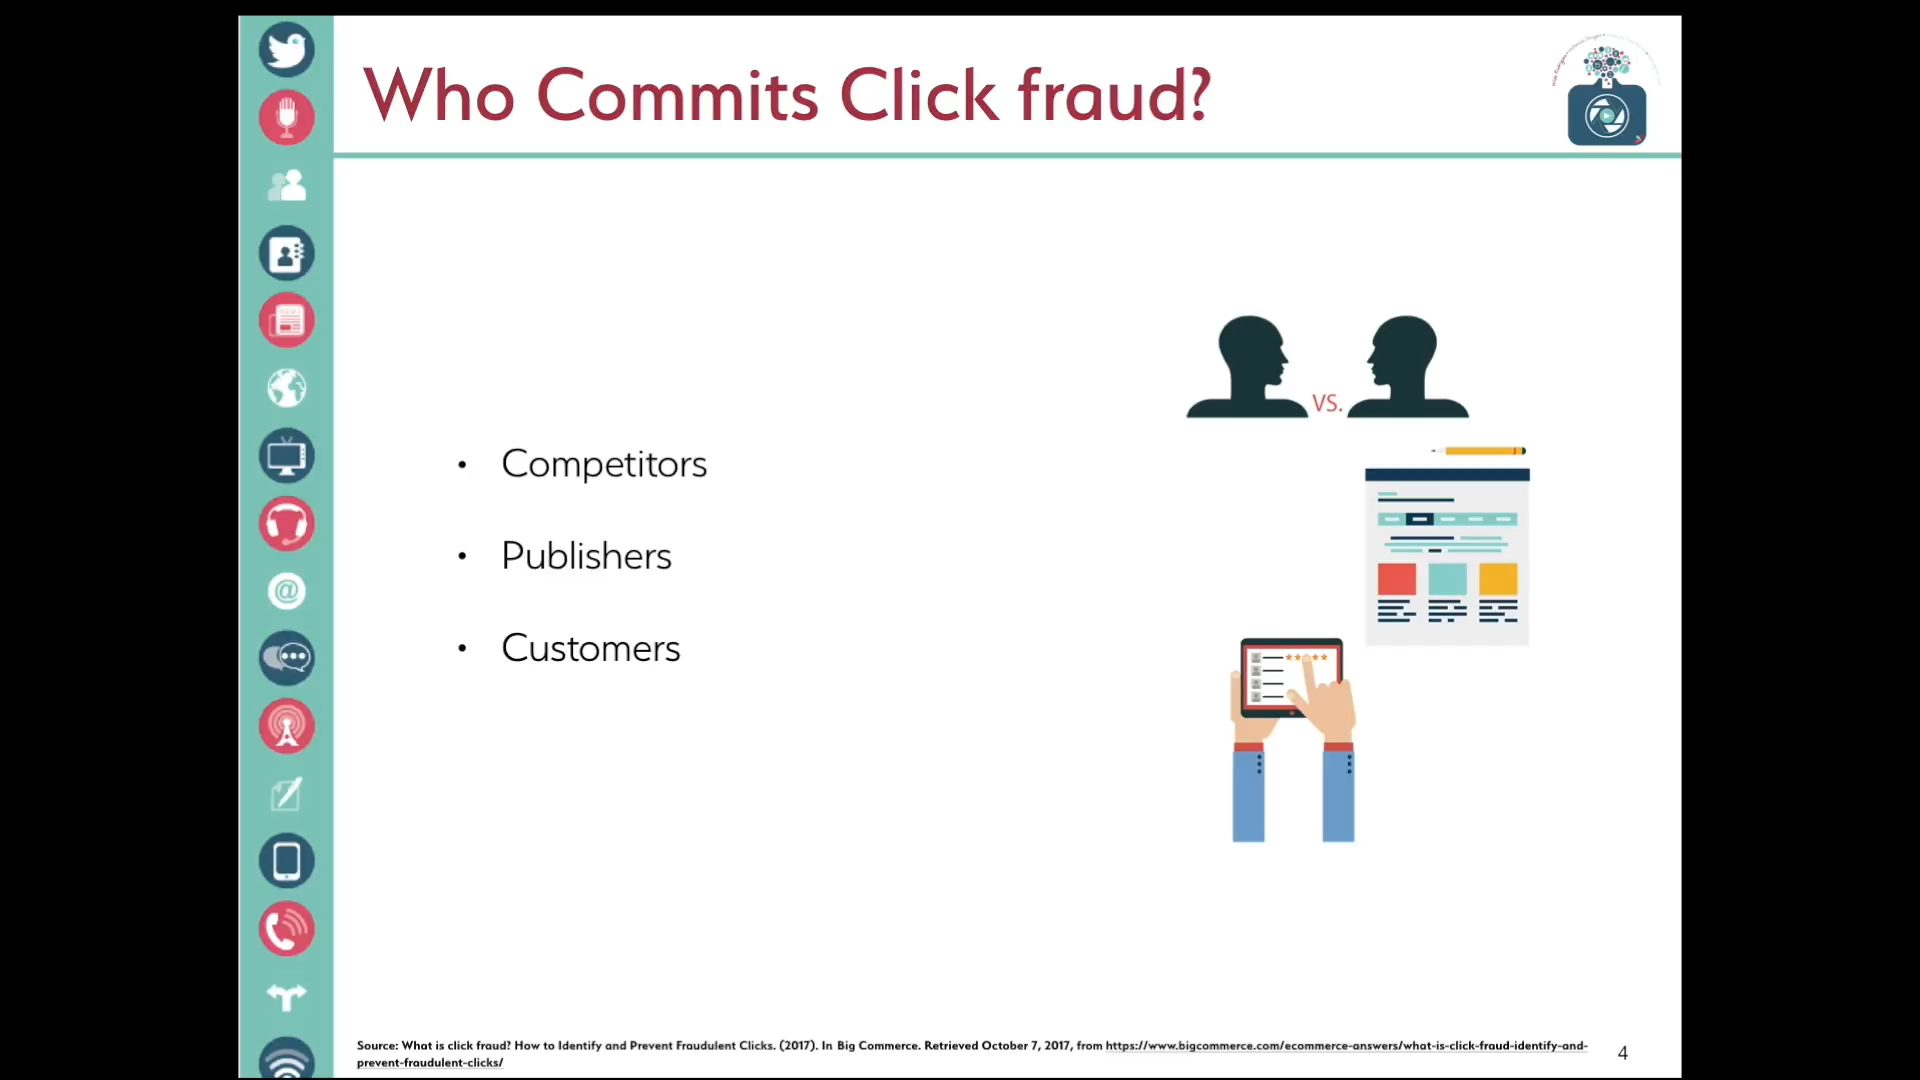 Who Commits Click fraud?
VS.
• Competitors
• Publishers
• Customers
Source: What is click fraud? How to Identify and Prevent Fraudulent Clicks. (2017). In Big Commerce. Retrieved October 7, 2017, from https://www.bigcommerce.com/ecommerce-answers/what-is-click-fraud-identify-and-
prevent-fraudulent-clicks/
4